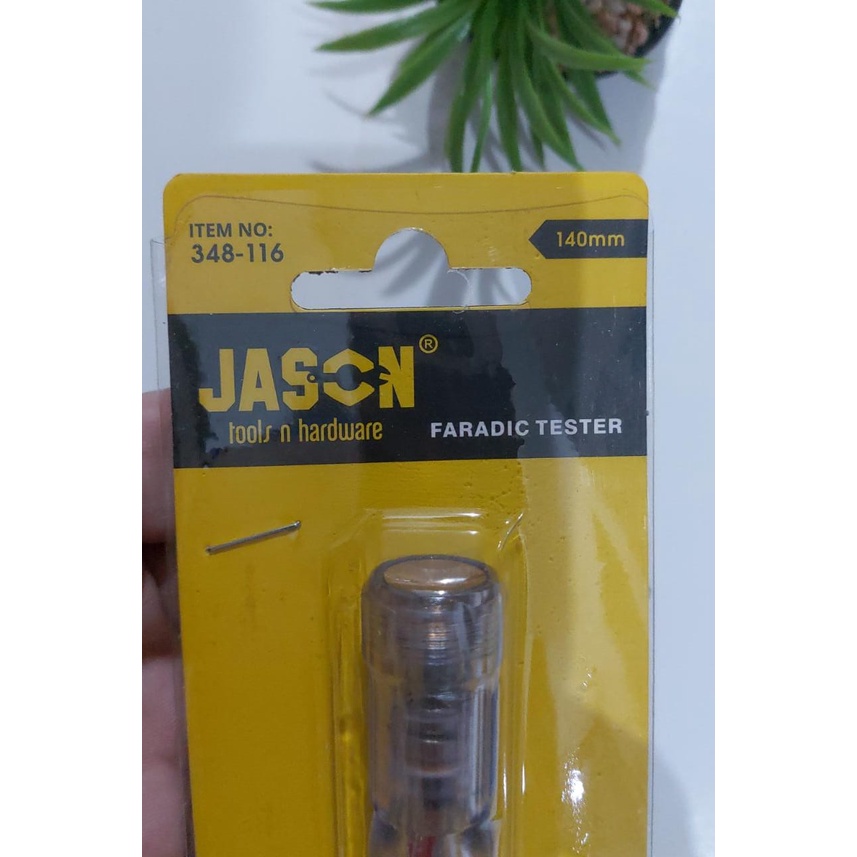 ITEM NO:
348-116
140mm
JASON®
tools n hardware
FARADIC TESTER